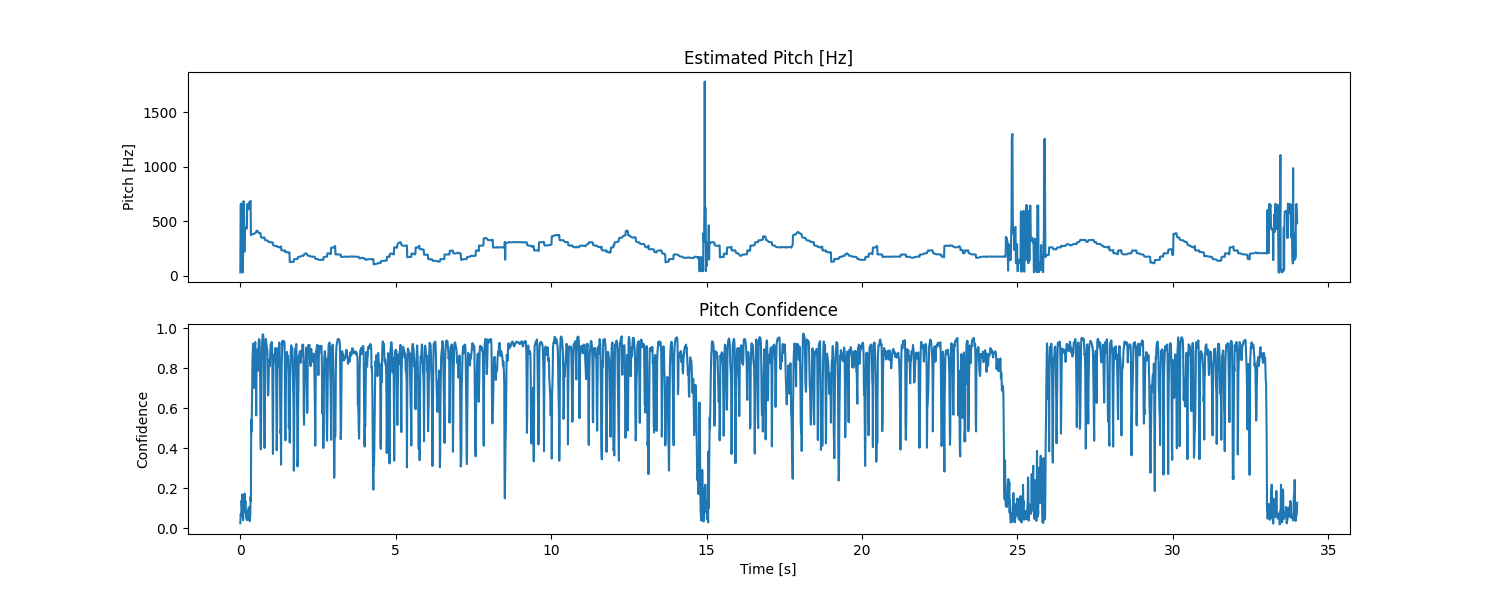 Estimated Pitch [Hz]
1500
1000
500
0
Pitch [Hz]
Pitch Confidence
1.0
0.8
0.6
0.4
0.2
0.0
Confidence
0 5 10 15 20 25 30 35
Time [s]